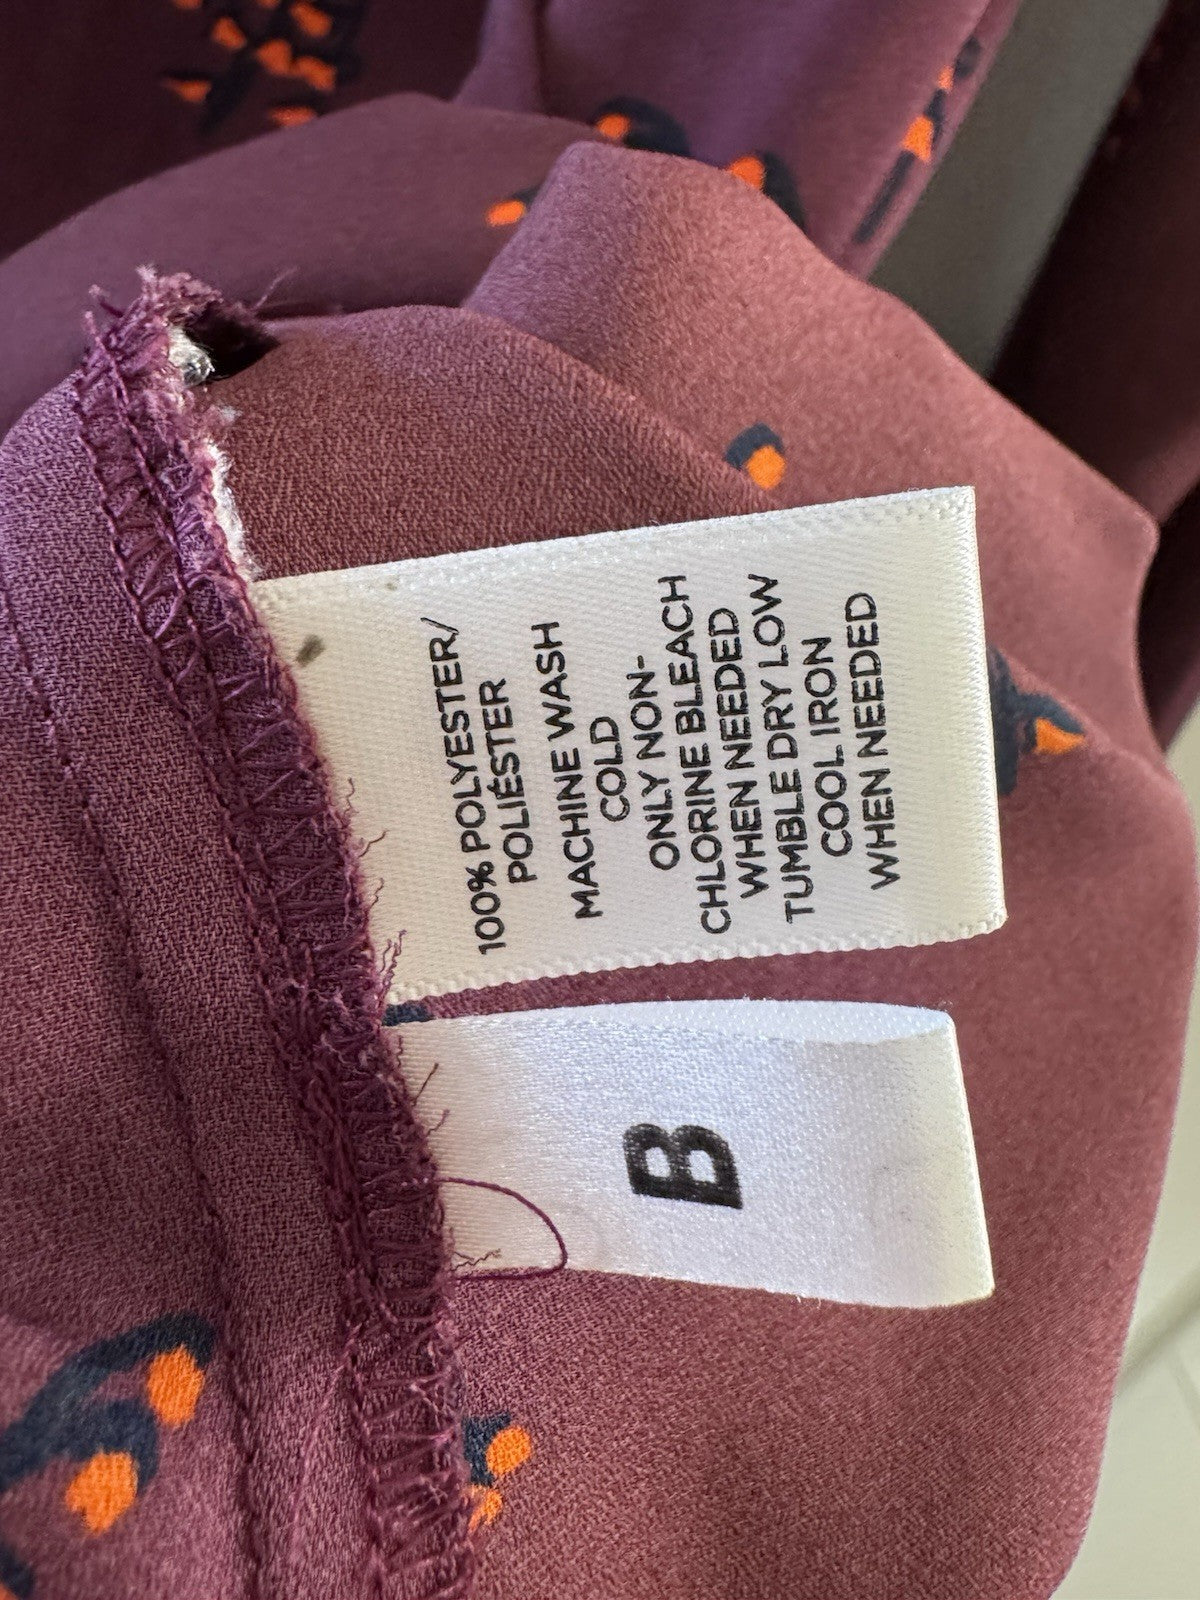 100% POLYESTER/
POLIÉSTER
MACHINE WASH
COLD
ONLY NON-
CHLORINE BLEACH
WHEN NEEDED
TUMBLE DRY LOW
COOL IRON
WHEN NEEDED
B